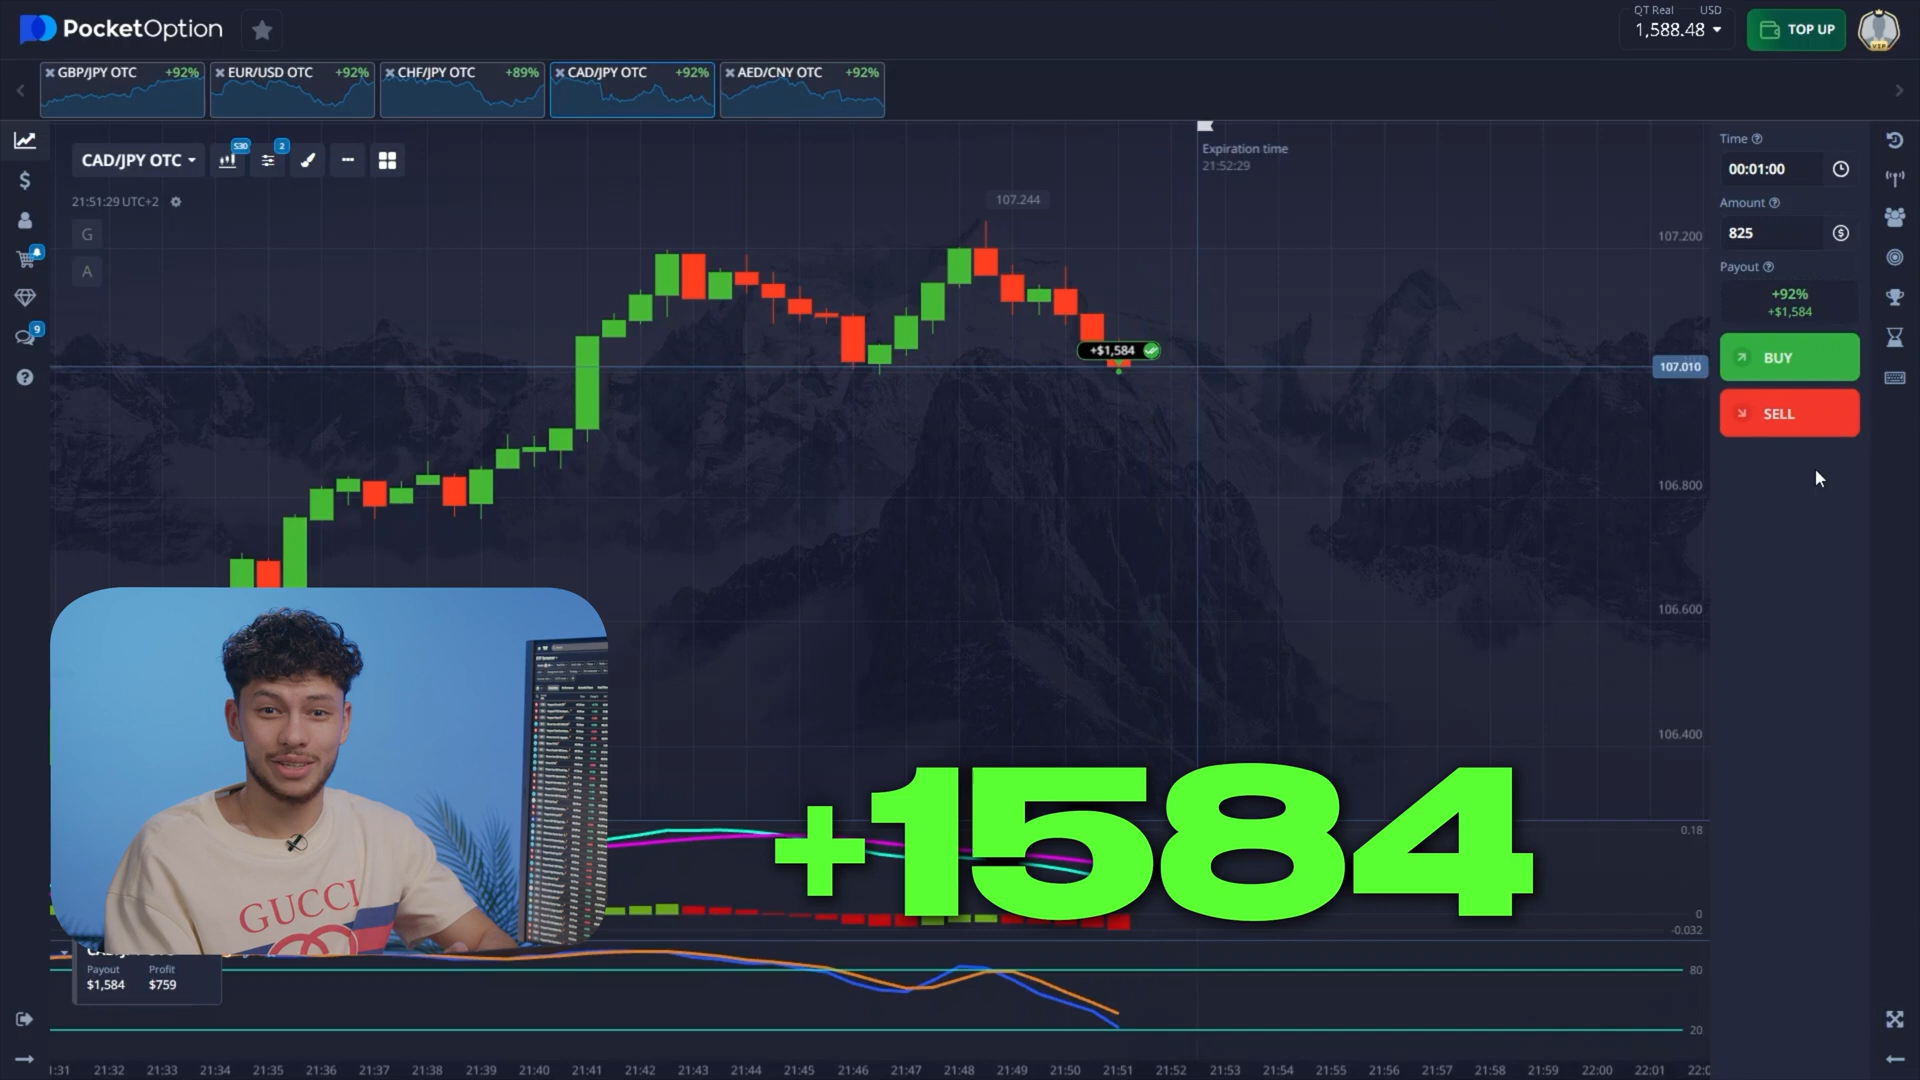 PocketOption
QT Real USD
1,588.48
TOP UP
VIP
GBP/JPY OTC +92%
EUR/USD OTC +92%
CHF/JPY OTC +89%
CAD/JPY OTC +92%
AED/CNY OTC +92%
CAD/JPY OTC
S30
2
21:51:29 UTC+2
G
A
9
107.244
Expiration time
21:52:29
+$1,584
107.200
107.010
106.800
106.600
106.400
0.18
0
-0.032
80
20
Time
00:01:00
Amount
825
Payout
+92%
+$1,584
BUY
SELL
+1584
GUCCI
Payout Profit
$1,584 $759
21:32 21:33 21:34 21:35 21:36 21:37 21:38 21:39 21:40 21:41 21:42 21:43 21:44 21:45 21:46 21:47 21:48 21:49 21:50 21:51 21:52 21:53 21:54 21:55 21:56 21:57 21:58 21:59 22:00 22:01